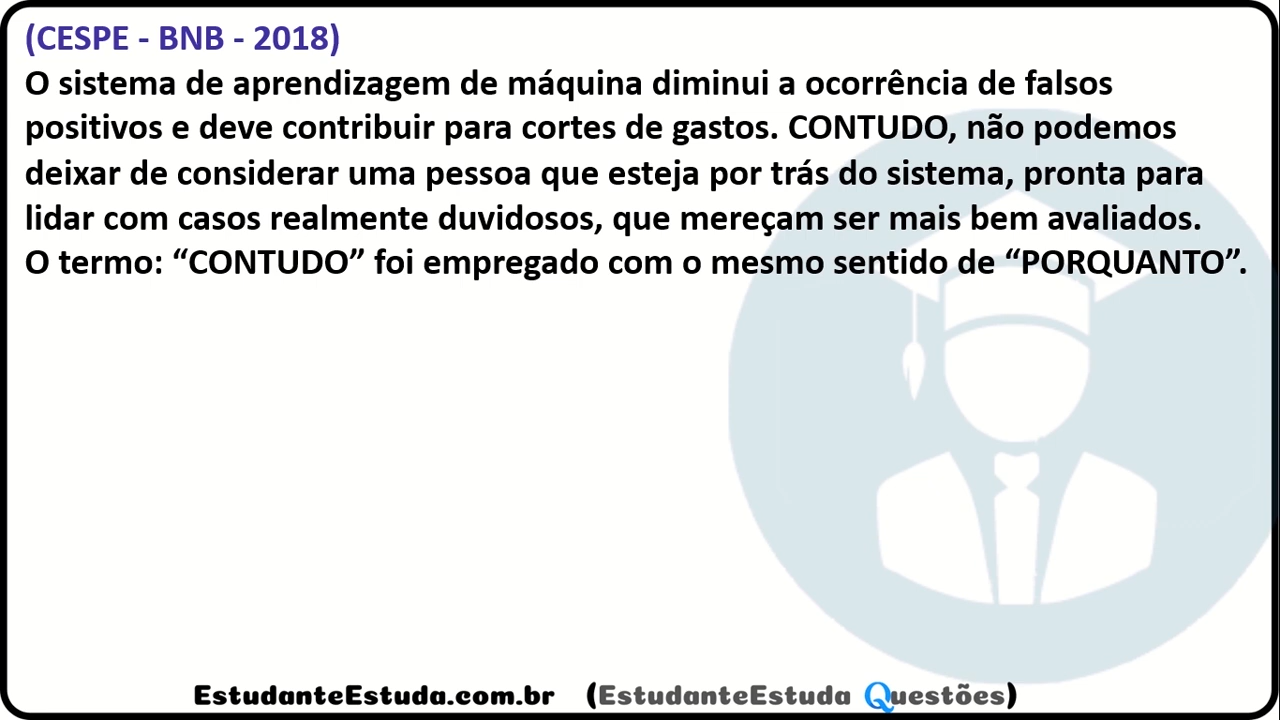 (CESPE - BNB - 2018)
O sistema de aprendizagem de máquina diminui a ocorrência de falsos
positivos e deve contribuir para cortes de gastos. CONTUDO, não podemos
deixar de considerar uma pessoa que esteja por trás do sistema, pronta para
lidar com casos realmente duvidosos, que mereçam ser mais bem avaliados.
O termo: “CONTUDO” foi empregado com o mesmo sentido de “PORQUANTO”.
EstudanteEstuda.com.br (EstudanteEstuda Questões)